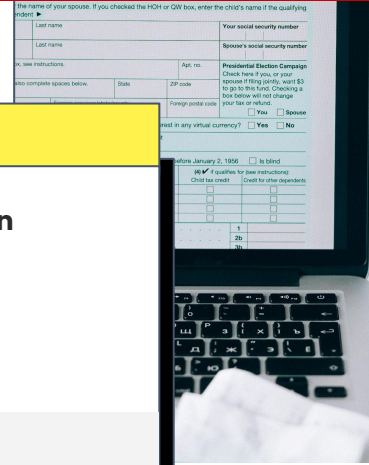 the name of your spouse. If you checked the HOH or QW box, enter the child's name if the qualifying
endent ▶
Last name
Your social security number
Last name
Spouse's social security number
ox, see instructions.
Apt. no.
Presidential Election Campaign
Check here if you, or your
spouse if filing jointly, want $3
to go to this fund. Checking a
box below will not change
your tax or refund.
You Spouse
also complete spaces below.
State
ZIP code
Foreign postal code
rest in any virtual currency? Yes No
before January 2, 1956 Is blind
(4) ✔ if qualifies for (see instructions):
Child tax credit
Credit for other dependents
1
2b
3b
n